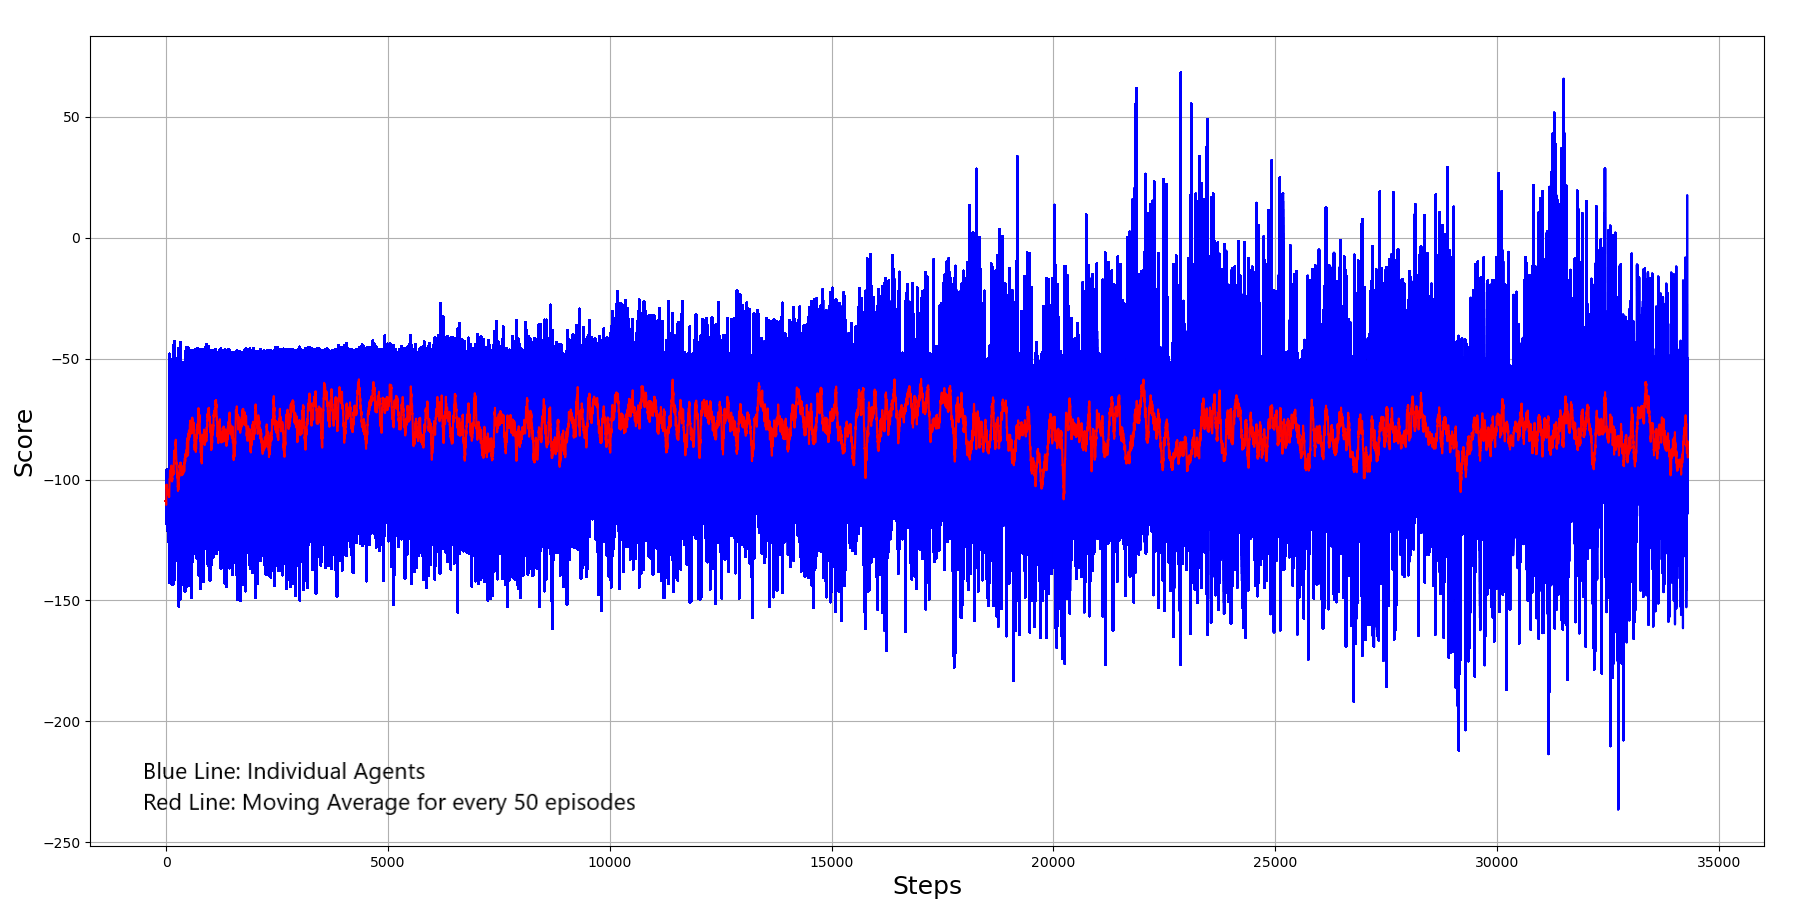 50
0
−50
−100
−150
−200
−250
Score
Blue Line: Individual Agents
Red Line: Moving Average for every 50 episodes
0 5000 10000 15000 20000 25000 30000 35000
Steps